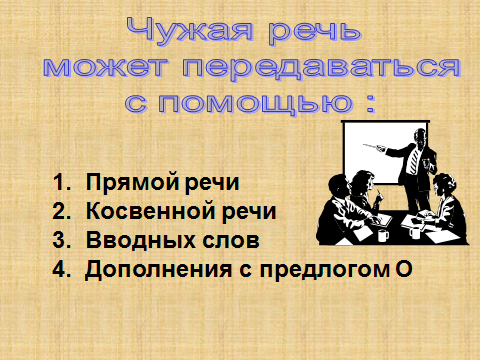 Чужая речь
может передаваться
с помощью :
1. Прямой речи
2. Косвенной речи
3. Вводных слов
4. Дополнения с предлогом О